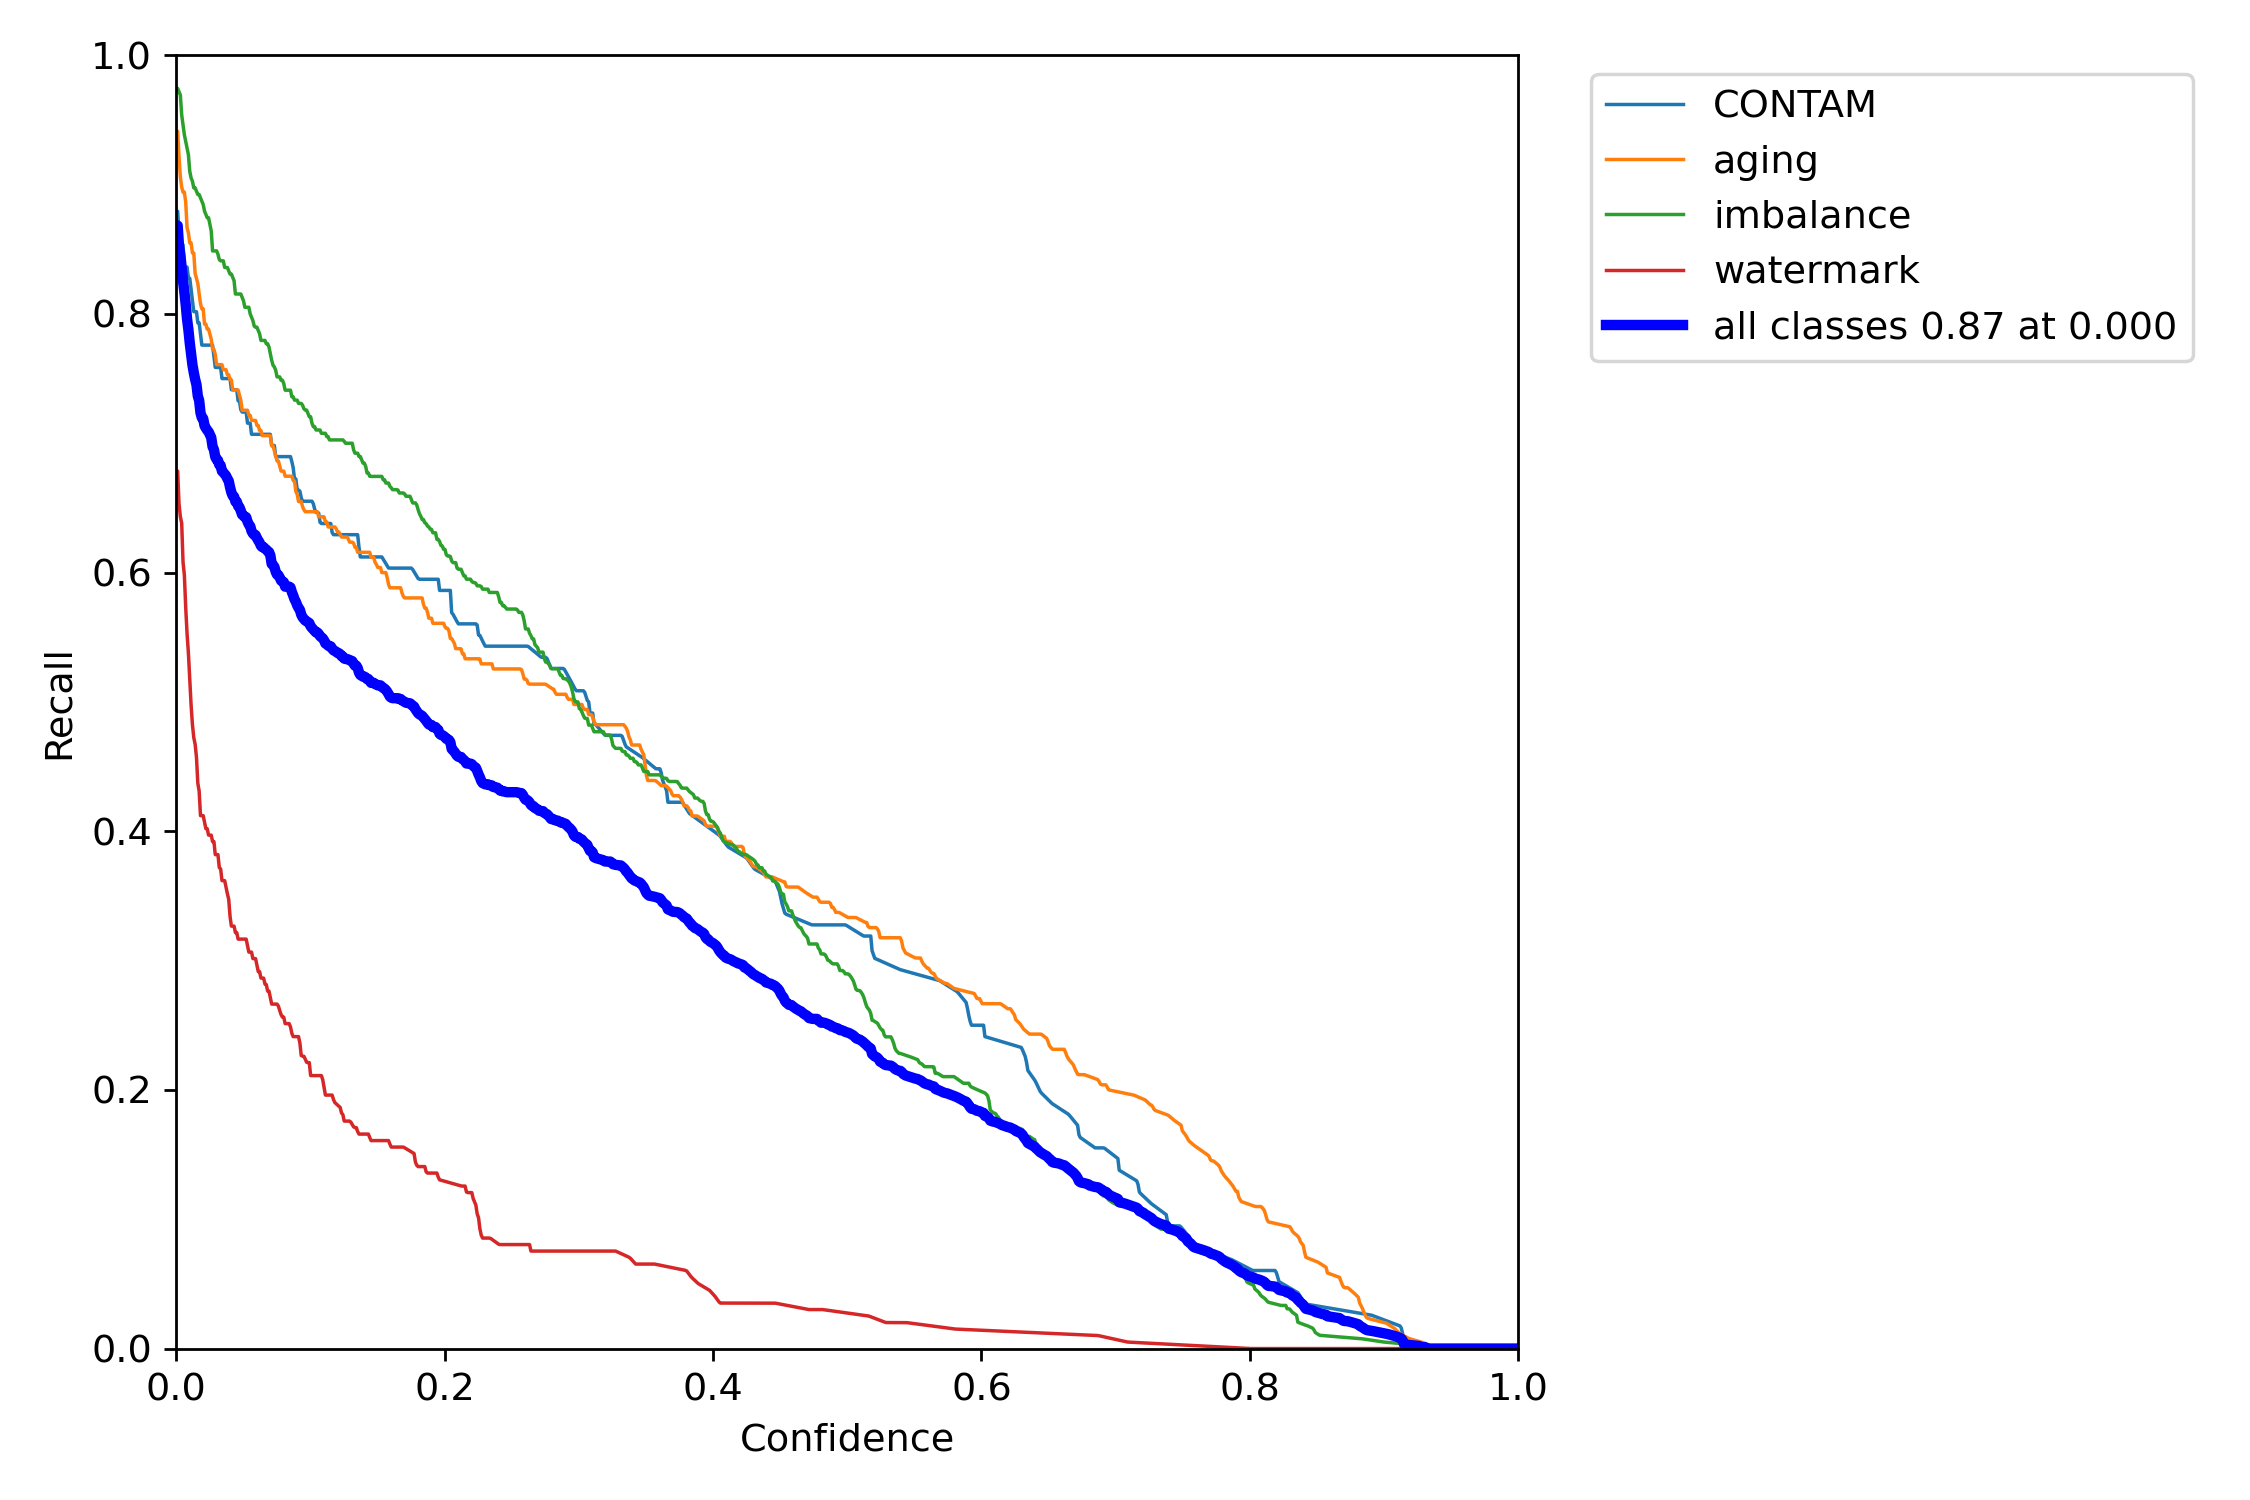 1.0
0.8
0.6
0.4
0.2
0.0
Recall
0.0 0.2 0.4 0.6 0.8 1.0
Confidence
CONTAM
aging
imbalance
watermark
all classes 0.87 at 0.000